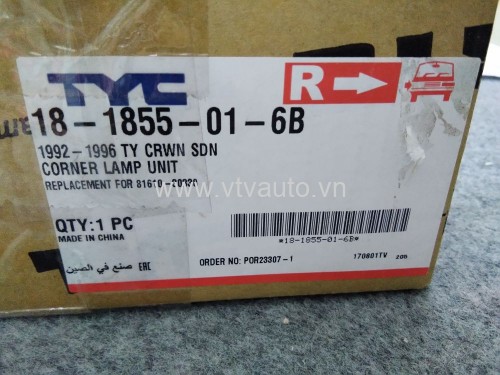 TYC
R
18-1855-01-6B
1992-1996 TY CRWN SDN
CORNER LAMP UNIT
REPLACEMENT FOR
www.vtvauto.vn
QTY:1 PC
MADE IN CHINA
*18-1855-01-6B*
صنع في الصين EAC
ORDER NO: POR23307-1
170601TV